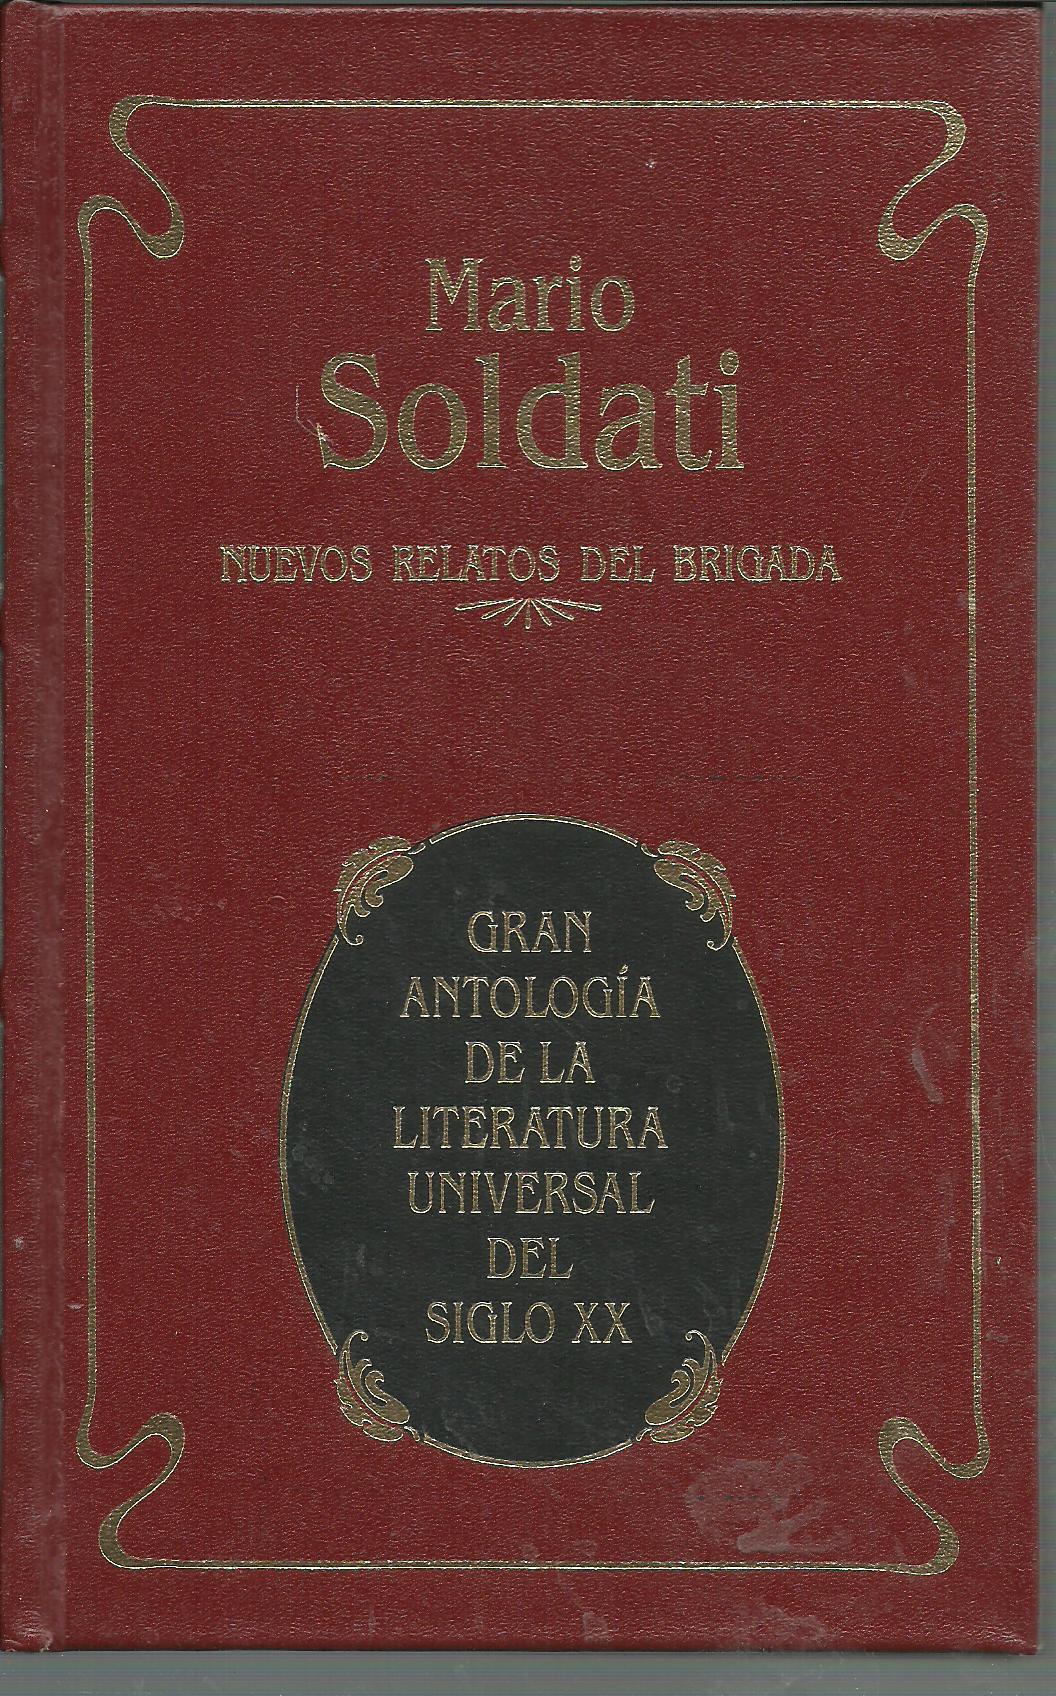 Mario
Soldati
NUEVOS RELATOS DEL BRIGADA
GRAN
ANTOLOGÍA
DE LA
LITERATURA
UNIVERSAL
DEL
SIGLO XX